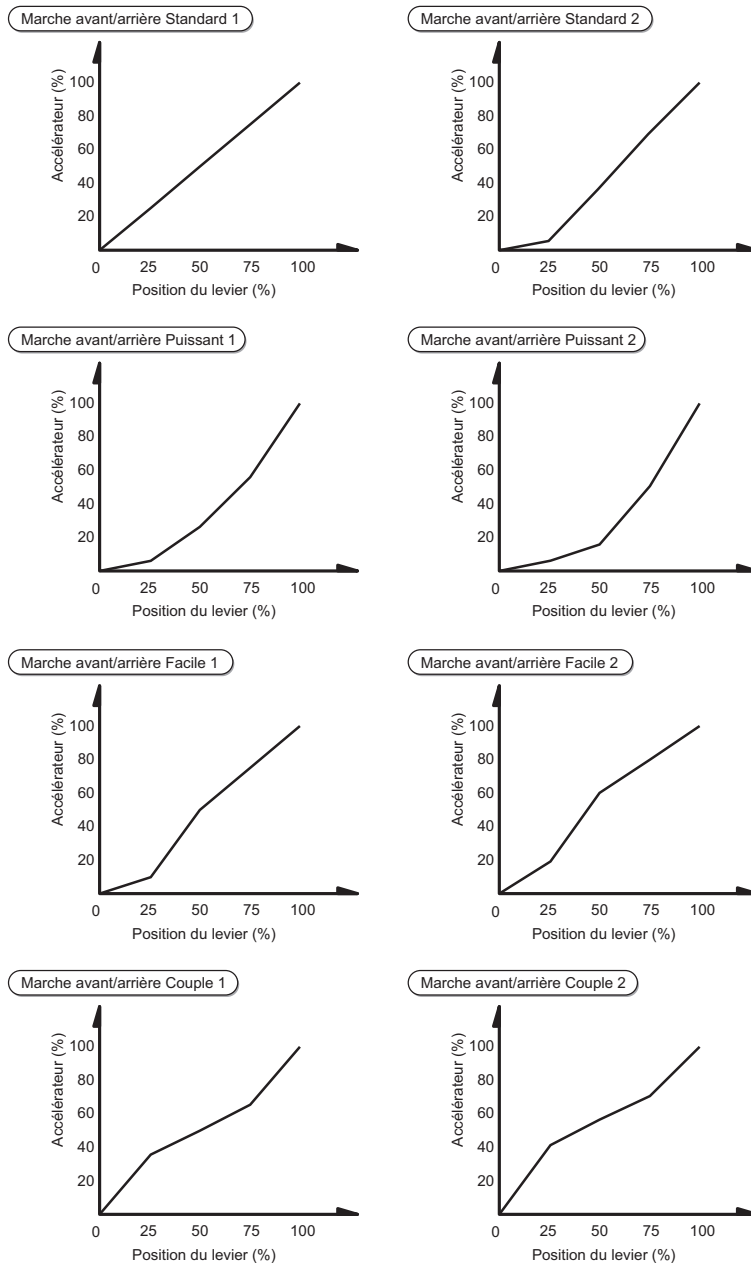 Marche avant/arrière Standard 1
Accélérateur (%)
100
80
60
40
20
0 25 50 75 100
Position du levier (%)
Marche avant/arrière Standard 2
Accélérateur (%)
100
80
60
40
20
0 25 50 75 100
Position du levier (%)
Marche avant/arrière Puissant 1
Accélérateur (%)
100
80
60
40
20
0 25 50 75 100
Position du levier (%)
Marche avant/arrière Puissant 2
Accélérateur (%)
100
80
60
40
20
0 25 50 75 100
Position du levier (%)
Marche avant/arrière Facile 1
Accélérateur (%)
100
80
60
40
20
0 25 50 75 100
Position du levier (%)
Marche avant/arrière Facile 2
Accélérateur (%)
100
80
60
40
20
0 25 50 75 100
Position du levier (%)
Marche avant/arrière Couple 1
Accélérateur (%)
100
80
60
40
20
0 25 50 75 100
Position du levier (%)
Marche avant/arrière Couple 2
Accélérateur (%)
100
80
60
40
20
0 25 50 75 100
Position du levier (%)